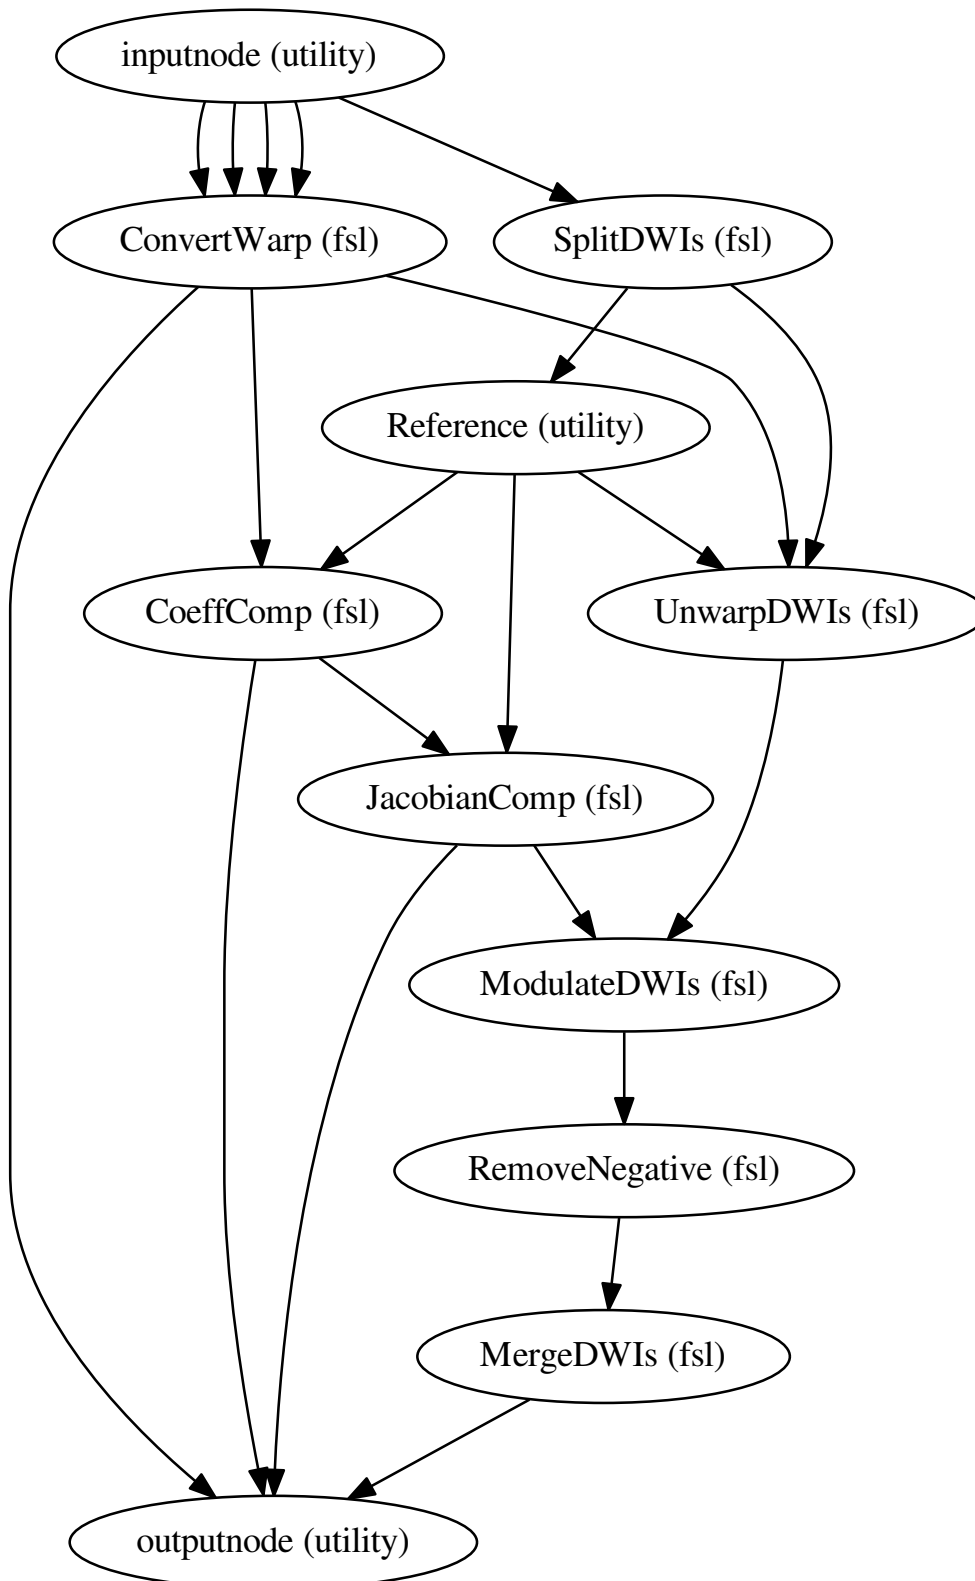 inputnode (utility)
ConvertWarp (fsl)
SplitDWIs (fsl)
Reference (utility)
CoeffComp (fsl)
UnwarpDWIs (fsl)
JacobianComp (fsl)
ModulateDWIs (fsl)
RemoveNegative (fsl)
MergeDWIs (fsl)
outputnode (utility)